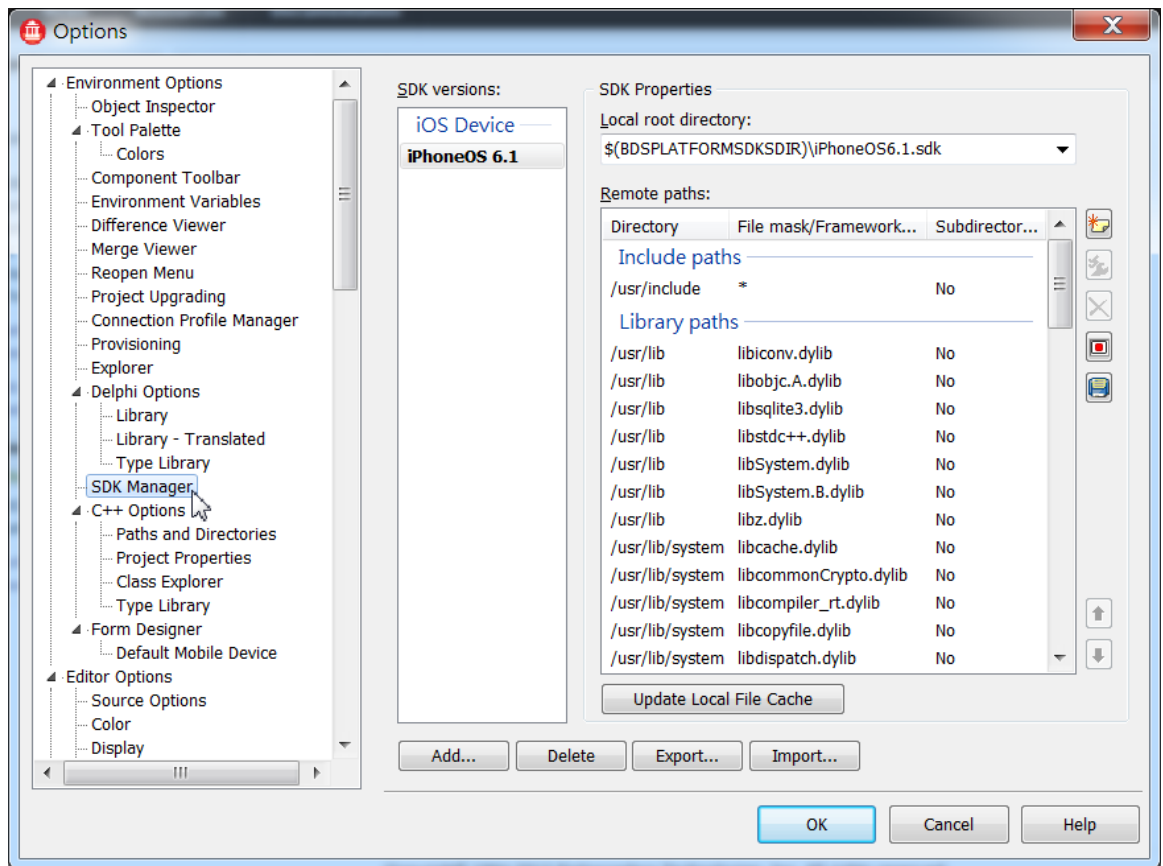 Options
Environment Options
Object Inspector
Tool Palette
Colors
Component Toolbar
Environment Variables
Difference Viewer
Merge Viewer
Reopen Menu
Project Upgrading
Connection Profile Manager
Provisioning
Explorer
Delphi Options
Library
Library - Translated
Type Library
SDK Manager
C++ Options
Paths and Directories
Project Properties
Class Explorer
Type Library
Form Designer
Default Mobile Device
Editor Options
Source Options
Color
Display
SDK versions:
iOS Device
iPhoneOS 6.1
SDK Properties
Local root directory:
$(BDSPLATFORMSDKSDIR)\iPhoneOS6.1.sdk
Remote paths:
Directory File mask/Framework... Subdirector...
Include paths
/usr/include * No
Library paths
/usr/lib libiconv.dylib No
/usr/lib libobjc.A.dylib No
/usr/lib libsqlite3.dylib No
/usr/lib libstdc++.dylib No
/usr/lib libSystem.dylib No
/usr/lib libSystem.B.dylib No
/usr/lib libz.dylib No
/usr/lib/system libcache.dylib No
/usr/lib/system libcommonCrypto.dylib No
/usr/lib/system libcompiler_rt.dylib No
/usr/lib/system libcopyfile.dylib No
/usr/lib/system libdispatch.dylib No
Update Local File Cache
Add... Delete Export... Import...
OK Cancel Help